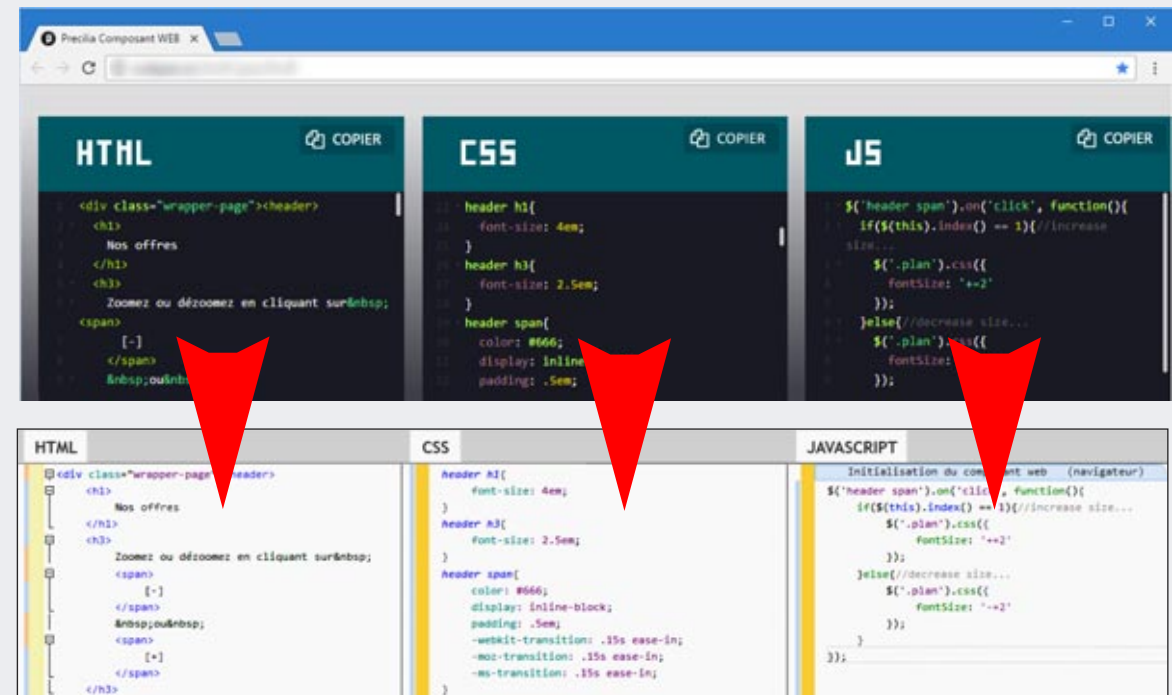 Precilia Composant WEB
HTML
COPIER
<div class="wrapper-page"><header>
<h1>
Nos offres
</h1>
<h3>
Zoomez ou dézoomez en cliquant sur&nbsp;
<span>
[-]
</span>
&nbsp;ou&nb
CSS
COPIER
header h1{
font-size: 4em;
}
header h3{
font-size: 2.5em;
}
header span{
color: #666;
display: inline
padding: .5em;
JS
COPIER
$('header span').on('click', function(){
if($(this).index() == 1){//increase
size...
$('.plan').css({
fontSize: '+=2'
});
}else{//decrease size...
$('.plan').css({
fontSize:
});
HTML
<div class="wrapper-page" header>
<h1>
Nos offres
</h1>
<h3>
Zoomez ou dézoomez en cliquant sur&nbsp;
<span>
[-]
</span>
&nbsp;ou&nbsp;
<span>
[+]
</span>
</h3>
CSS
header h1{
font-size: 4em;
}
header h3{
font-size: 2.5em;
}
header span{
color: #666;
display: inline-block;
padding: .5em;
-webkit-transition: .15s ease-in;
-moz-transition: .15s ease-in;
-ms-transition: .15s ease-in;
}
JAVASCRIPT
Initialisation du web (navigateur)
$('header span').on('clic , function(){
if($(this).index() == 1){//increase size...
$('.plan').css({
fontSize: '+=2'
});
}else{//decrease size...
$('.plan').css({
fontSize: '-=2'
});
}
});